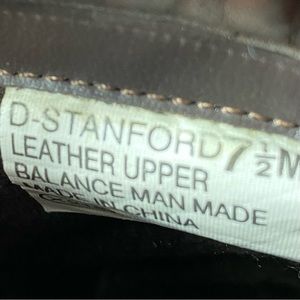 D-STANFORD 7 ½ M
LEATHER UPPER
BALANCE MAN MADE
MADE IN CHINA